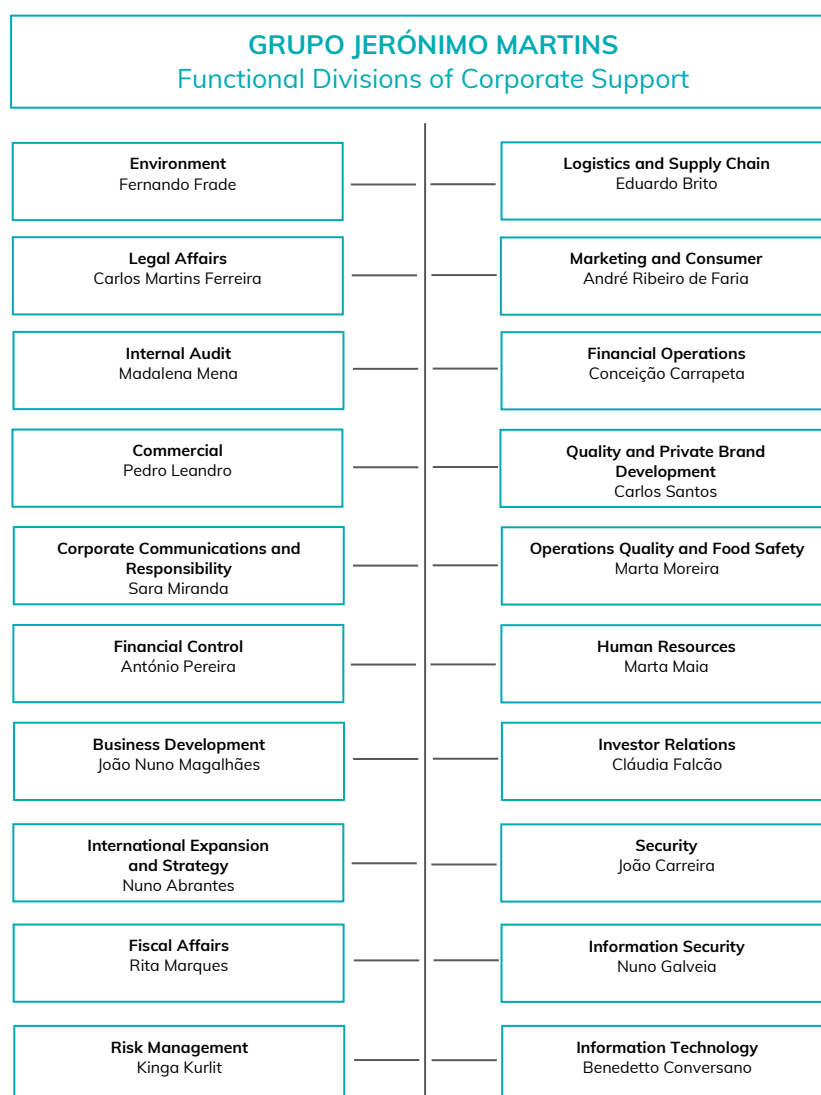 GRUPO JERÓNIMO MARTINS
Functional Divisions of Corporate Support
Environment
Fernando Frade
Logistics and Supply Chain
Eduardo Brito
Legal Affairs
Carlos Martins Ferreira
Marketing and Consumer
André Ribeiro de Faria
Internal Audit
Madalena Mena
Financial Operations
Conceição Carrapeta
Commercial
Pedro Leandro
Quality and Private Brand
Development
Carlos Santos
Corporate Communications and
Responsibility
Sara Miranda
Operations Quality and Food Safety
Marta Moreira
Financial Control
António Pereira
Human Resources
Marta Maia
Business Development
João Nuno Magalhães
Investor Relations
Cláudia Falcão
International Expansion
and Strategy
Nuno Abrantes
Security
João Carreira
Fiscal Affairs
Rita Marques
Information Security
Nuno Galveia
Risk Management
Kinga Kurlit
Information Technology
Benedetto Conversano